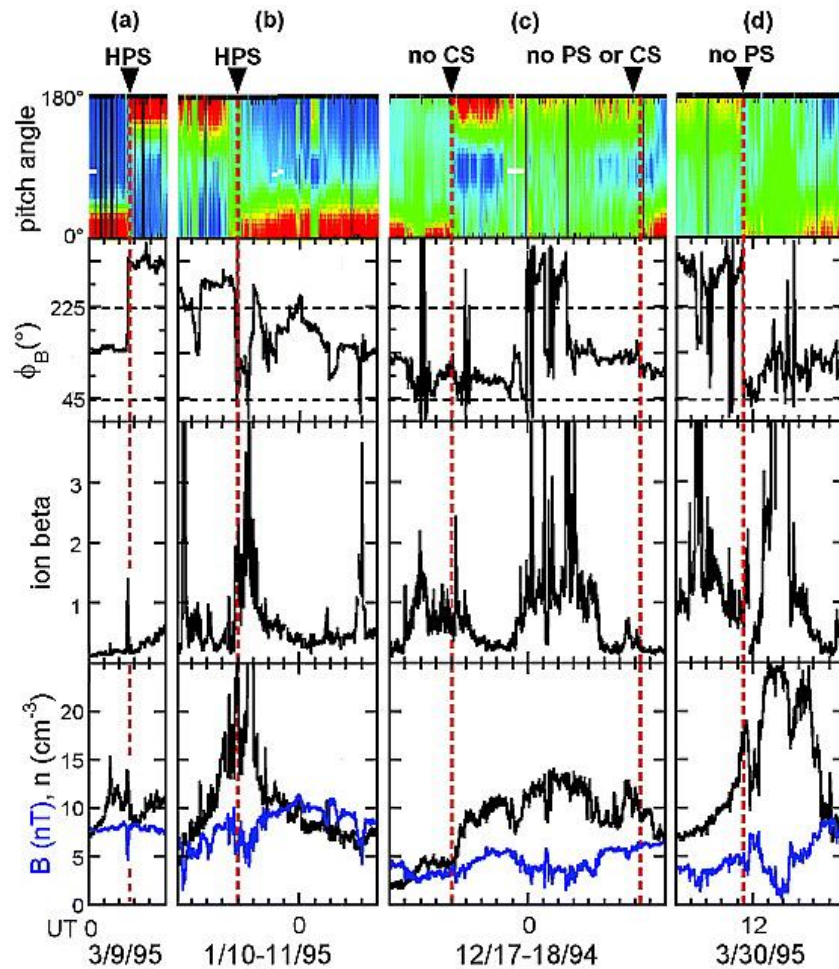 (a) (b) (c) (d)
HPS HPS no CS no PS or CS no PS
180°
pitch angle
0°
225
ϕB(°)
45
3
ion beta
2
1
20
B (nT), n (cm-3)
15
10
5
0
UT 0 0 0 12
3/9/95 1/10-11/95 12/17-18/94 3/30/95